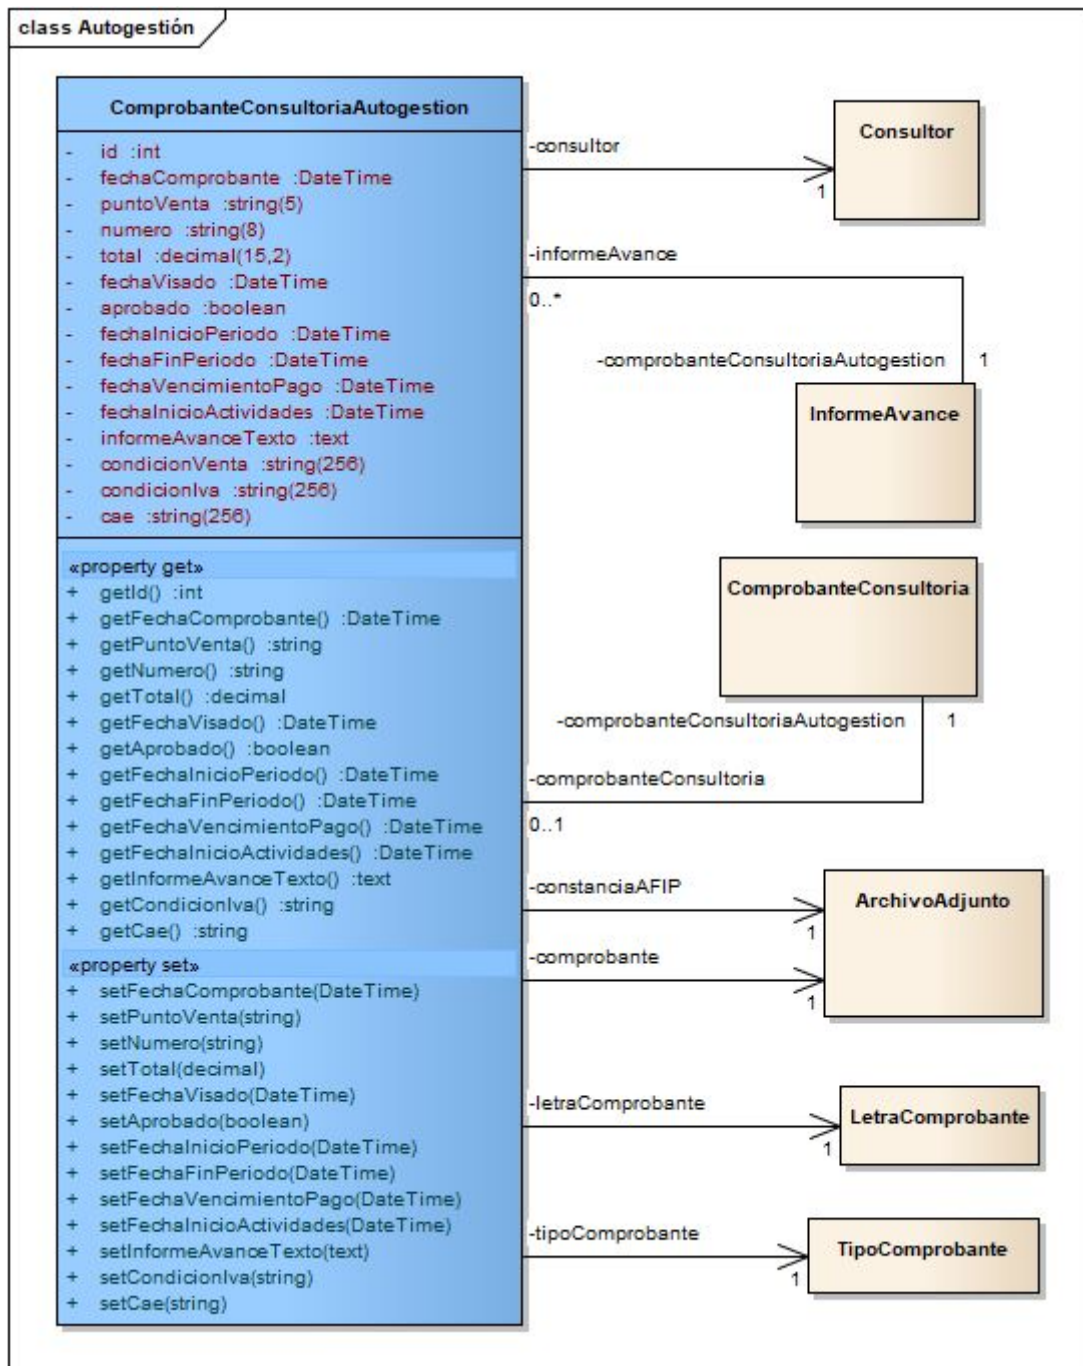 class Autogestión
ComprobanteConsultoriaAutogestion
- id :int
- fechaComprobante :DateTime
- puntoVenta :string(5)
- numero :string(8)
- total :decimal(15,2)
- fechaVisado :DateTime
- aprobado :boolean
- fechaInicioPeriodo :DateTime
- fechaFinPeriodo :DateTime
- fechaVencimientoPago :DateTime
- fechaInicioActividades :DateTime
- informeAvanceTexto :text
- condicionVenta :string(256)
- condicionIva :string(256)
- cae :string(256)
«property get»
+ getId() :int
+ getFechaComprobante() :DateTime
+ getPuntoVenta() :string
+ getNumero() :string
+ getTotal() :decimal
+ getFechaVisado() :DateTime
+ getAprobado() :boolean
+ getFechaInicioPeriodo() :DateTime
+ getFechaFinPeriodo() :DateTime
+ getFechaVencimientoPago() :DateTime
+ getFechaInicioActividades() :DateTime
+ getInformeAvanceTexto() :text
+ getCondicionIva() :string
+ getCae() :string
«property set»
+ setFechaComprobante(DateTime)
+ setPuntoVenta(string)
+ setNumero(string)
+ setTotal(decimal)
+ setFechaVisado(DateTime)
+ setAprobado(boolean)
+ setFechaInicioPeriodo(DateTime)
+ setFechaFinPeriodo(DateTime)
+ setFechaVencimientoPago(DateTime)
+ setFechaInicioActividades(DateTime)
+ setInformeAvanceTexto(text)
+ setCondicionIva(string)
+ setCae(string)
-consultor
1
Consultor
-informeAvance
0..*
-comprobanteConsultoriaAutogestion
1
InformeAvance
ComprobanteConsultoria
-comprobanteConsultoriaAutogestion
1
-comprobanteConsultoria
0..1
-constanciaAFIP
1
ArchivoAdjunto
-comprobante
1
-letraComprobante
1
LetraComprobante
-tipoComprobante
1
TipoComprobante